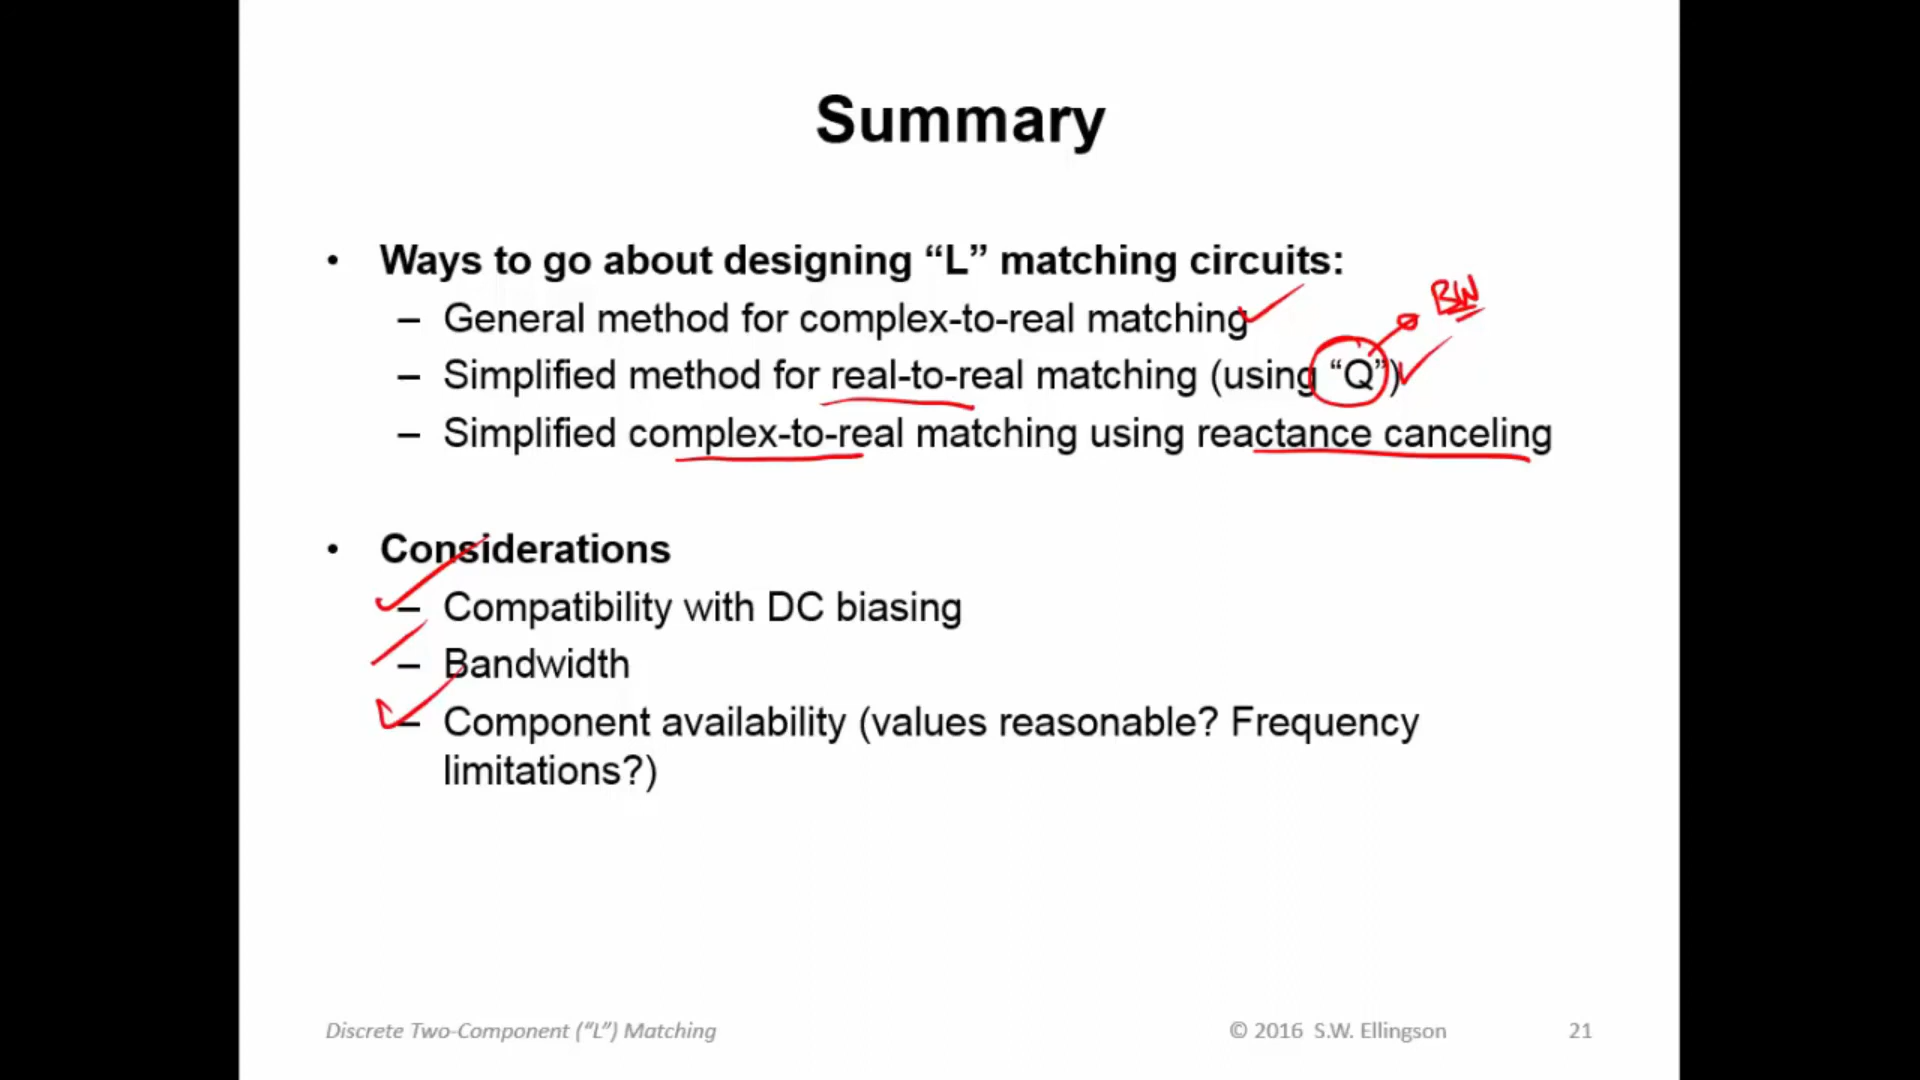 Summary
• Ways to go about designing “L” matching circuits:
– General method for complex-to-real matching
BW
– Simplified method for real-to-real matching (using “Q”)
– Simplified complex-to-real matching using reactance canceling
• Considerations
– Compatibility with DC biasing
– Bandwidth
– Component availability (values reasonable? Frequency
limitations?)
Discrete Two-Component (“L”) Matching © 2016 S.W. Ellingson 21